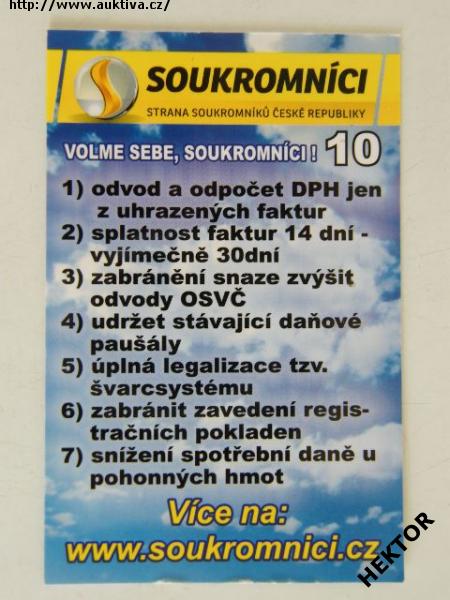 http://www.auktiva.cz/
SOUKROMNÍCI
STRANA SOUKROMNÍKŮ ČESKÉ REPUBLIKY
VOLME SEBE, SOUKROMNÍCI ! 10
1) odvod a odpočet DPH jen
z uhrazených faktur
2) splatnost faktur 14 dní -
vyjímečně 30dní
3) zabránění snaze zvýšit
odvody OSVČ
4) udržet stávající daňové
paušály
5) úplná legalizace tzv.
švarcsystému
6) zabránit zavedení regis-
tračních pokladen
7) snížení spotřební daně u
pohonných hmot
Více na:
www.soukromnici.cz
HEKTOR